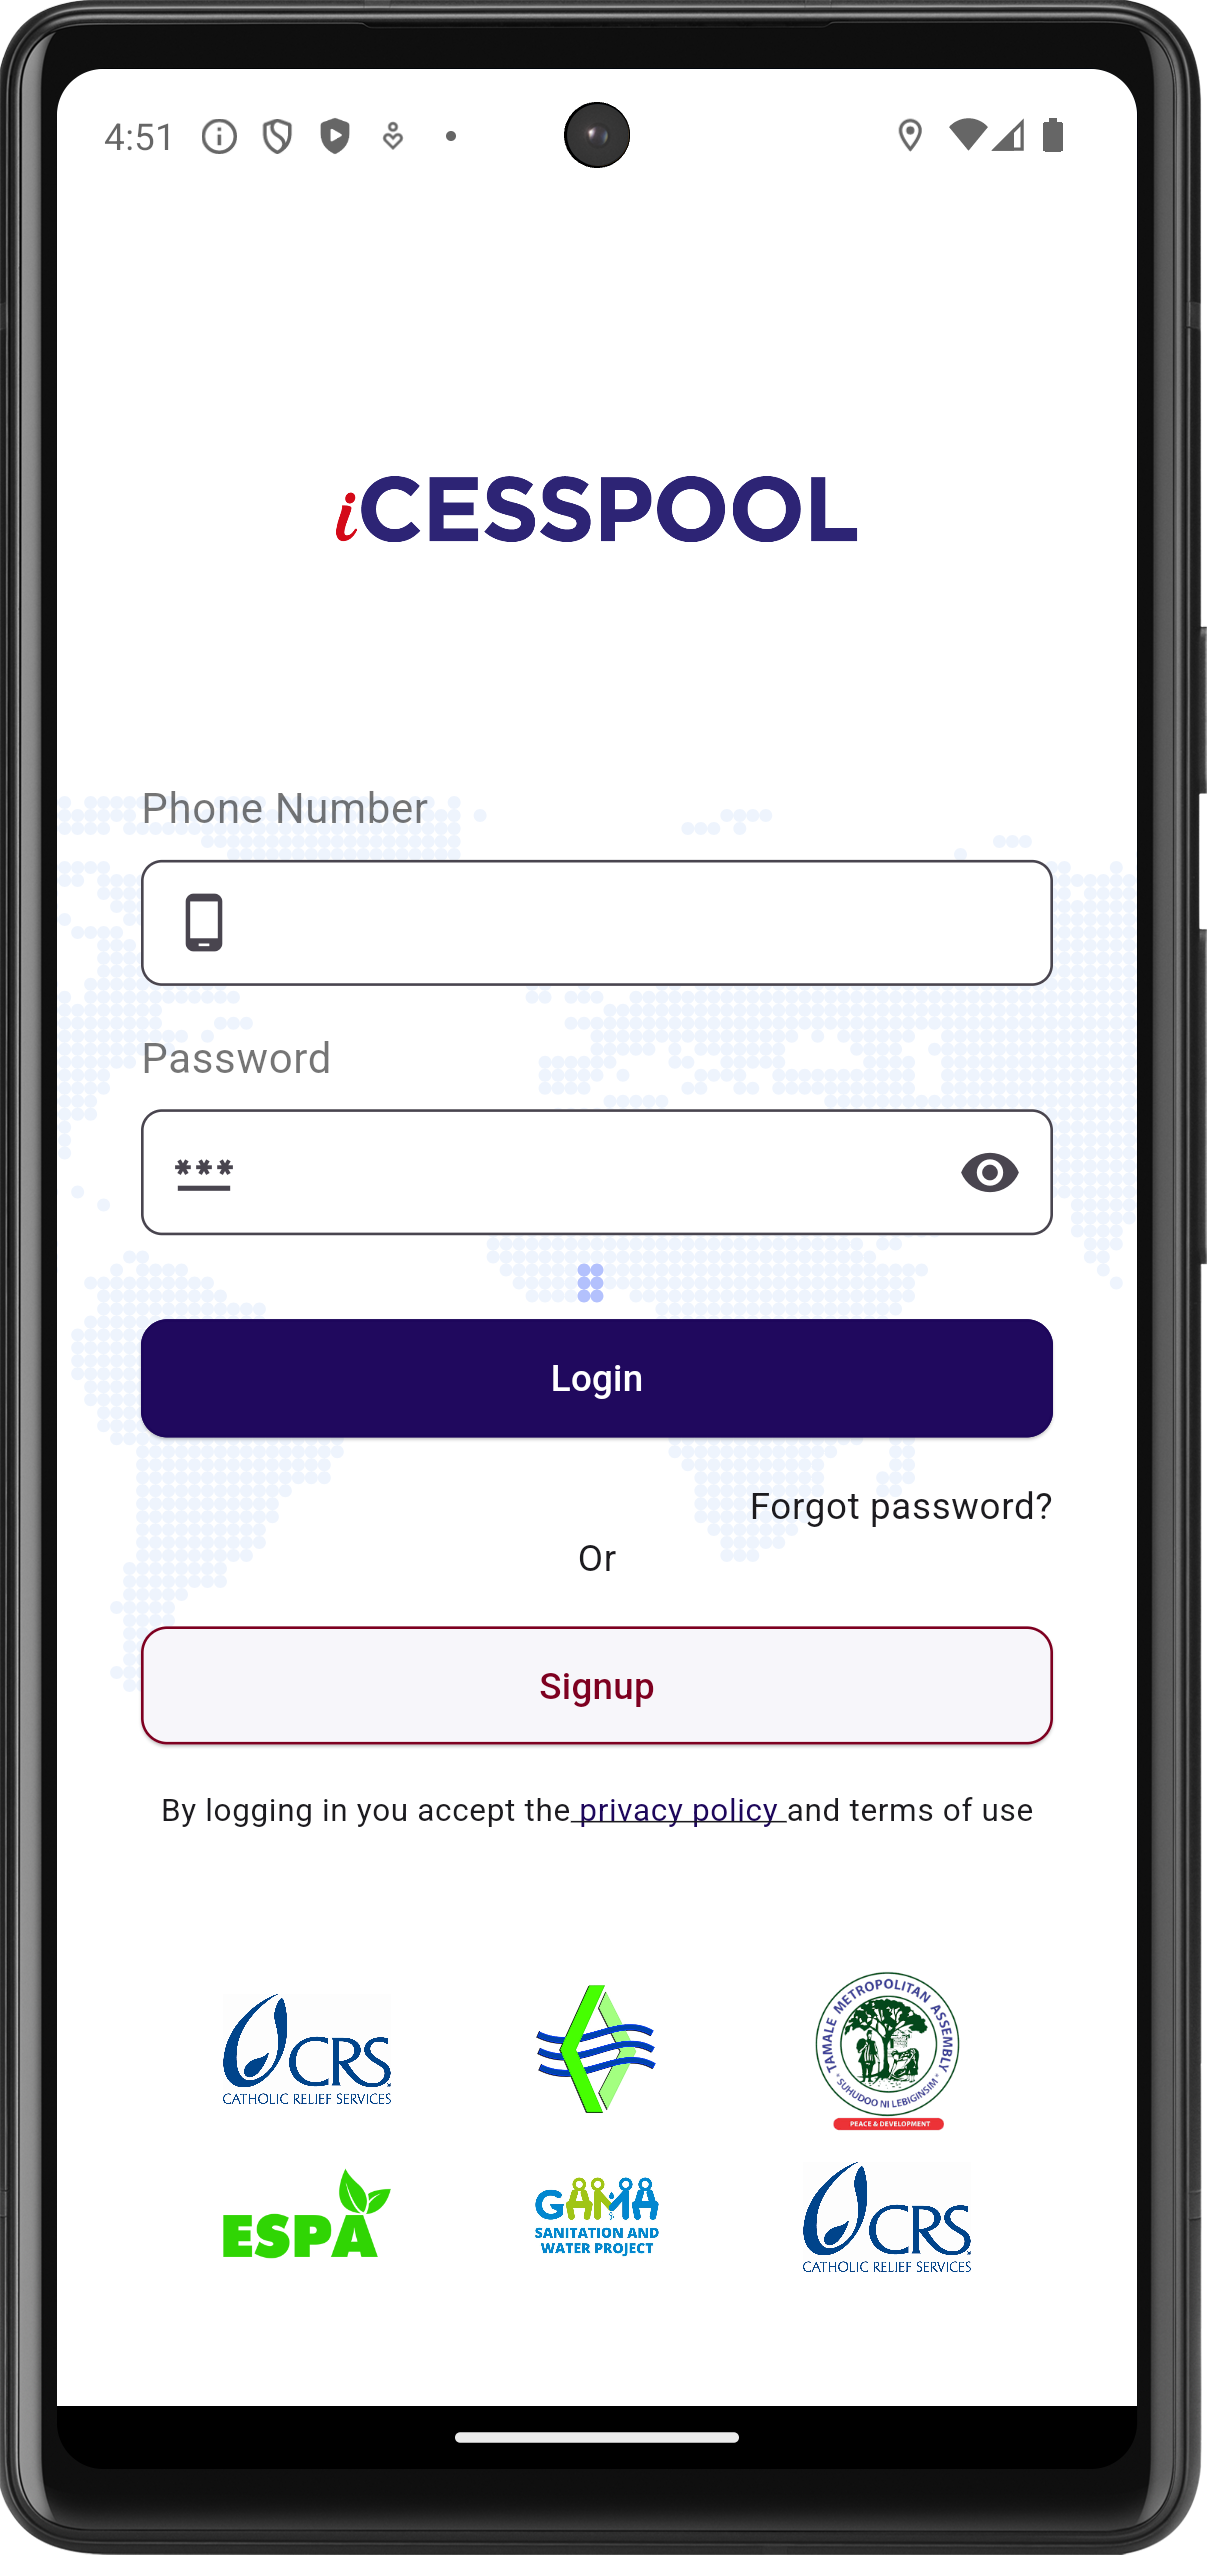 4:51
iCESSPOOL
Phone Number
Password
***
Login
Forgot password?
Or
Signup
By logging in you accept the privacy policy and terms of use
CRS
CATHOLIC RELIEF SERVICES
TAMALE METROPOLITAN ASSEMBLY
SUHUDOO NI LEBIGINSIM
PEACE & DEVELOPMENT
ESPA
GAMA
SANITATION AND
WATER PROJECT
CRS
CATHOLIC RELIEF SERVICES